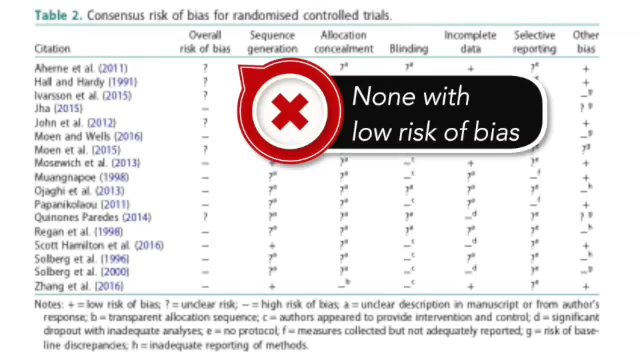 Table 2. Consensus risk of bias for randomised controlled trials.
Overall Sequence Allocation Incomplete Selective Other
Citation risk of bias generation concealment Blinding data reporting bias
Aherne et al. (2011) ? ?a ?a + ?e +
Hall and Hardy (1991) ? +
Ivarsson et al. (2015) ? –g
Jha (2015) – ?g
John et al. (2012) ? +
Moen and Wells (2016) – –g
Moen et al. (2015) ? ?g
Mosewich et al. (2013) – + ?a –c + ?e +
Muangnapoe (1998) – ?a ?a –c ?a –f +
Ojaghi et al. (2013) – ?a ?a ?a ?a ?e –h
Papanikolaou (2011) – ?a ?a –c ?a –f +
Quinones Paredes (2014) ? ?a ?a ?a –d ?e ?g
Regan et al. (1998) – ?a ?a –c ?a ?e –h
Scott Hamilton et al. (2016) – + ?a –c –d ?e +
Solberg et al. (1996) – ?a ?a –c ?a ?e –h
Solberg et al. (2000) – ?a ?a –c –d ?e –g
Zhang et al. (2016) – + –b –c + ?e +
None with
low risk of bias
Notes: + = low risk of bias; ? = unclear risk; – = high risk of bias; a = unclear description in manuscript or from author's
response; b = transparent allocation sequence; c = authors appeared to provide intervention and control; d = significant
dropout with inadequate analyses; e = no protocol; f = measures collected but not adequately reported; g = risk of base-
line discrepancies; h = inadequate reporting of methods.